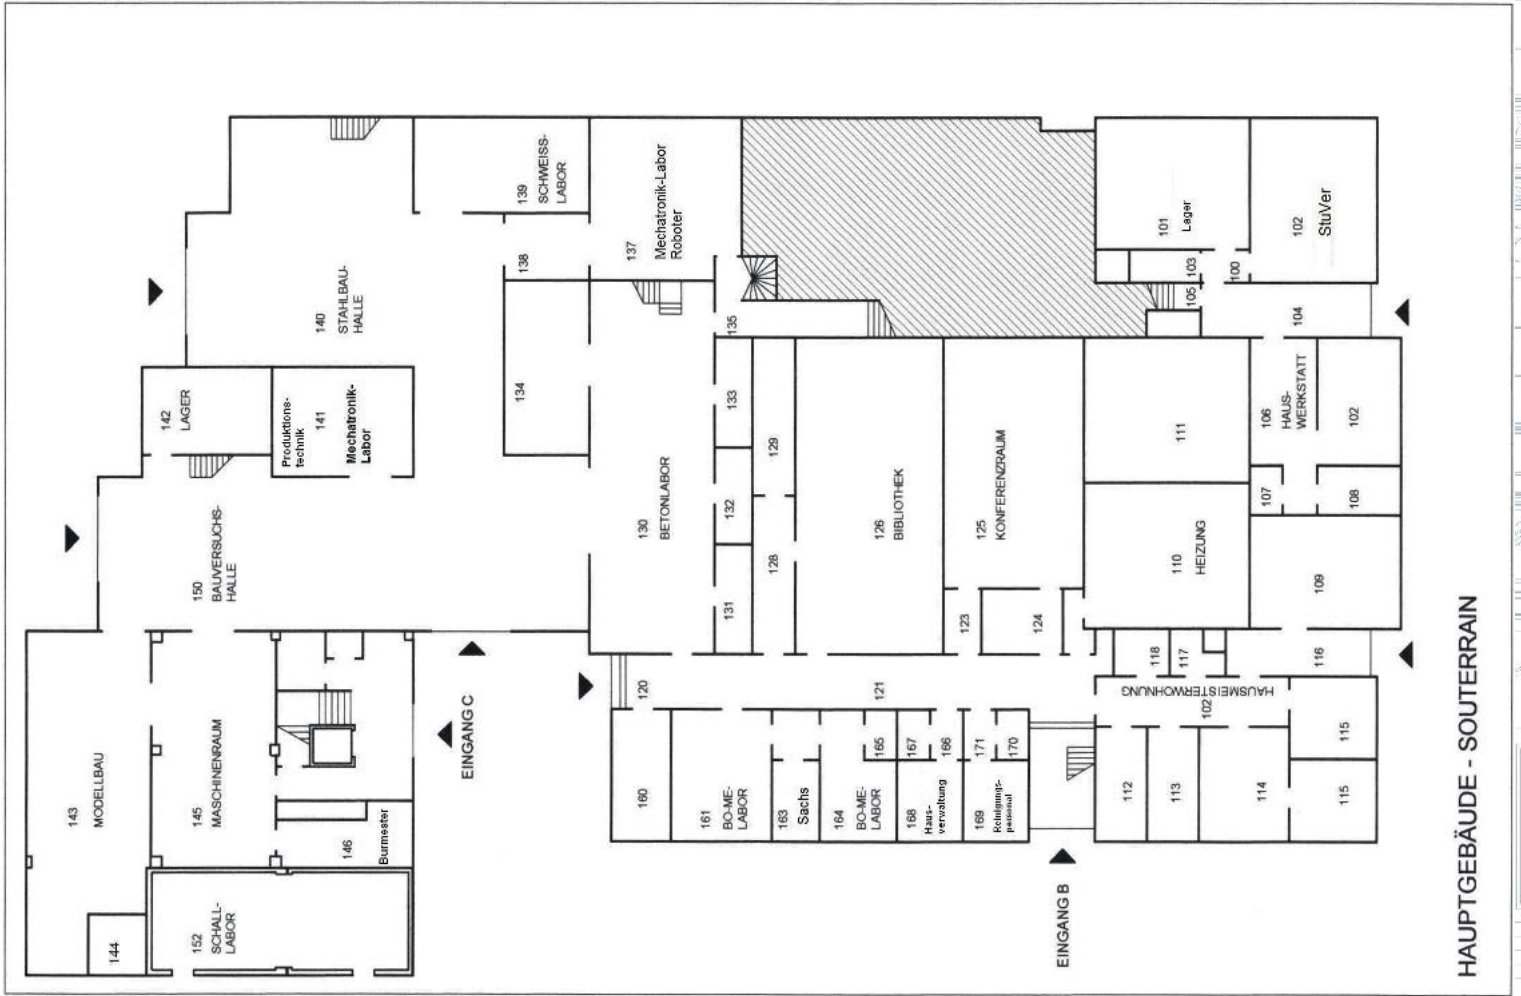 143
MODELLBAU
144
152
SCHALL-
LABOR
145
MASCHINENRAUM
146
Burmester
150
BAUVERSUCHS-
HALLE
142
LAGER
Produktions-
technik
141
Mechatronik-
Labor
140
STAHLBAU-
HALLE
EINGANG C
139
SCHWEISS-
LABOR
138
137
Mechatronik-Labor
Roboter
134
130
BETONLABOR
135
133
132
131
129
128
126
BIBLIOTHEK
125
KONFERENZRAUM
123
124
120
121
160
161
BO-ME-
LABOR
163
Sachs
164
BO-ME-
LABOR
165
167
166
168
Haus-
verwaltung
171
170
169
Reinigungs-
personal
EINGANG B
111
110
HEIZUNG
101
Lager
102
StuVer
103
100
105
104
106
HAUS-
WERKSTATT
102
107
108
109
118
117
116
HAUSMEISTERWOHNUNG
102
112
113
114
115
115
HAUPTGEBÄUDE - SOUTERRAIN